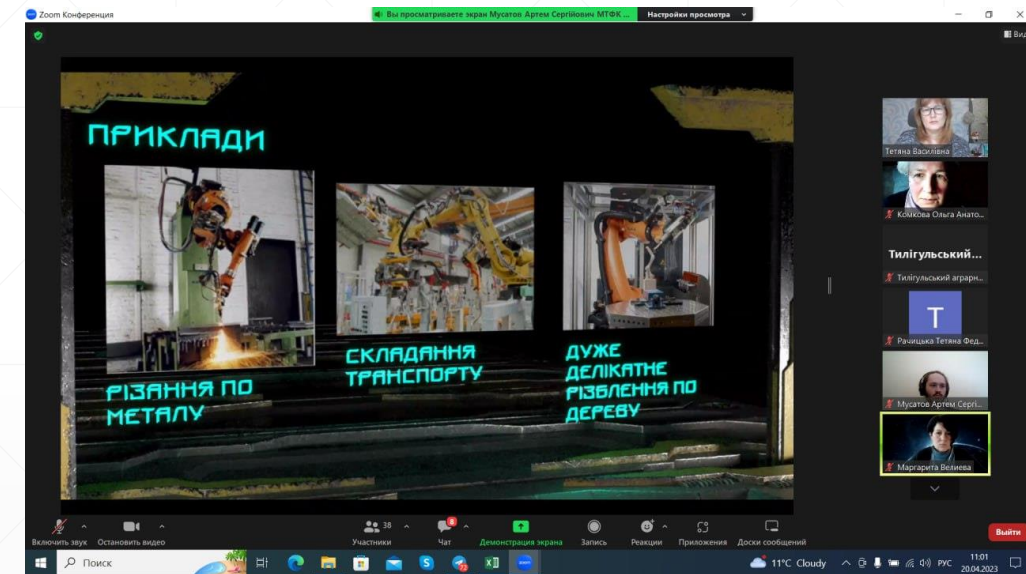 Zoom Конференция
Вы просматриваете экран Мусатов Артем Сергійович МТФК ...
Настройки просмотра
Вид
ПРИКЛАДИ
РІЗАННЯ ПО
МЕТАЛУ
СКЛАДАННЯ
ТРАНСПОРТУ
ДУЖЕ
ДЕЛІКАТНЕ
РІЗБЛЕННЯ ПО
ДЕРЕВУ
Тетяна Василівна
Комкова Ольга Анато...
Тилігульський...
Тилігульський аграрн...
Т
Рачицька Тетяна Фед...
Мусатов Артем Сергі...
Маргарита Велиева
Включить звук
Остановить видео
38
Участники
8
Чат
Демонстрация экрана
Запись
Реакции
Приложения
Доски сообщений
Выйти
Поиск
11°C Cloudy
РУС
11:01
20.04.2023